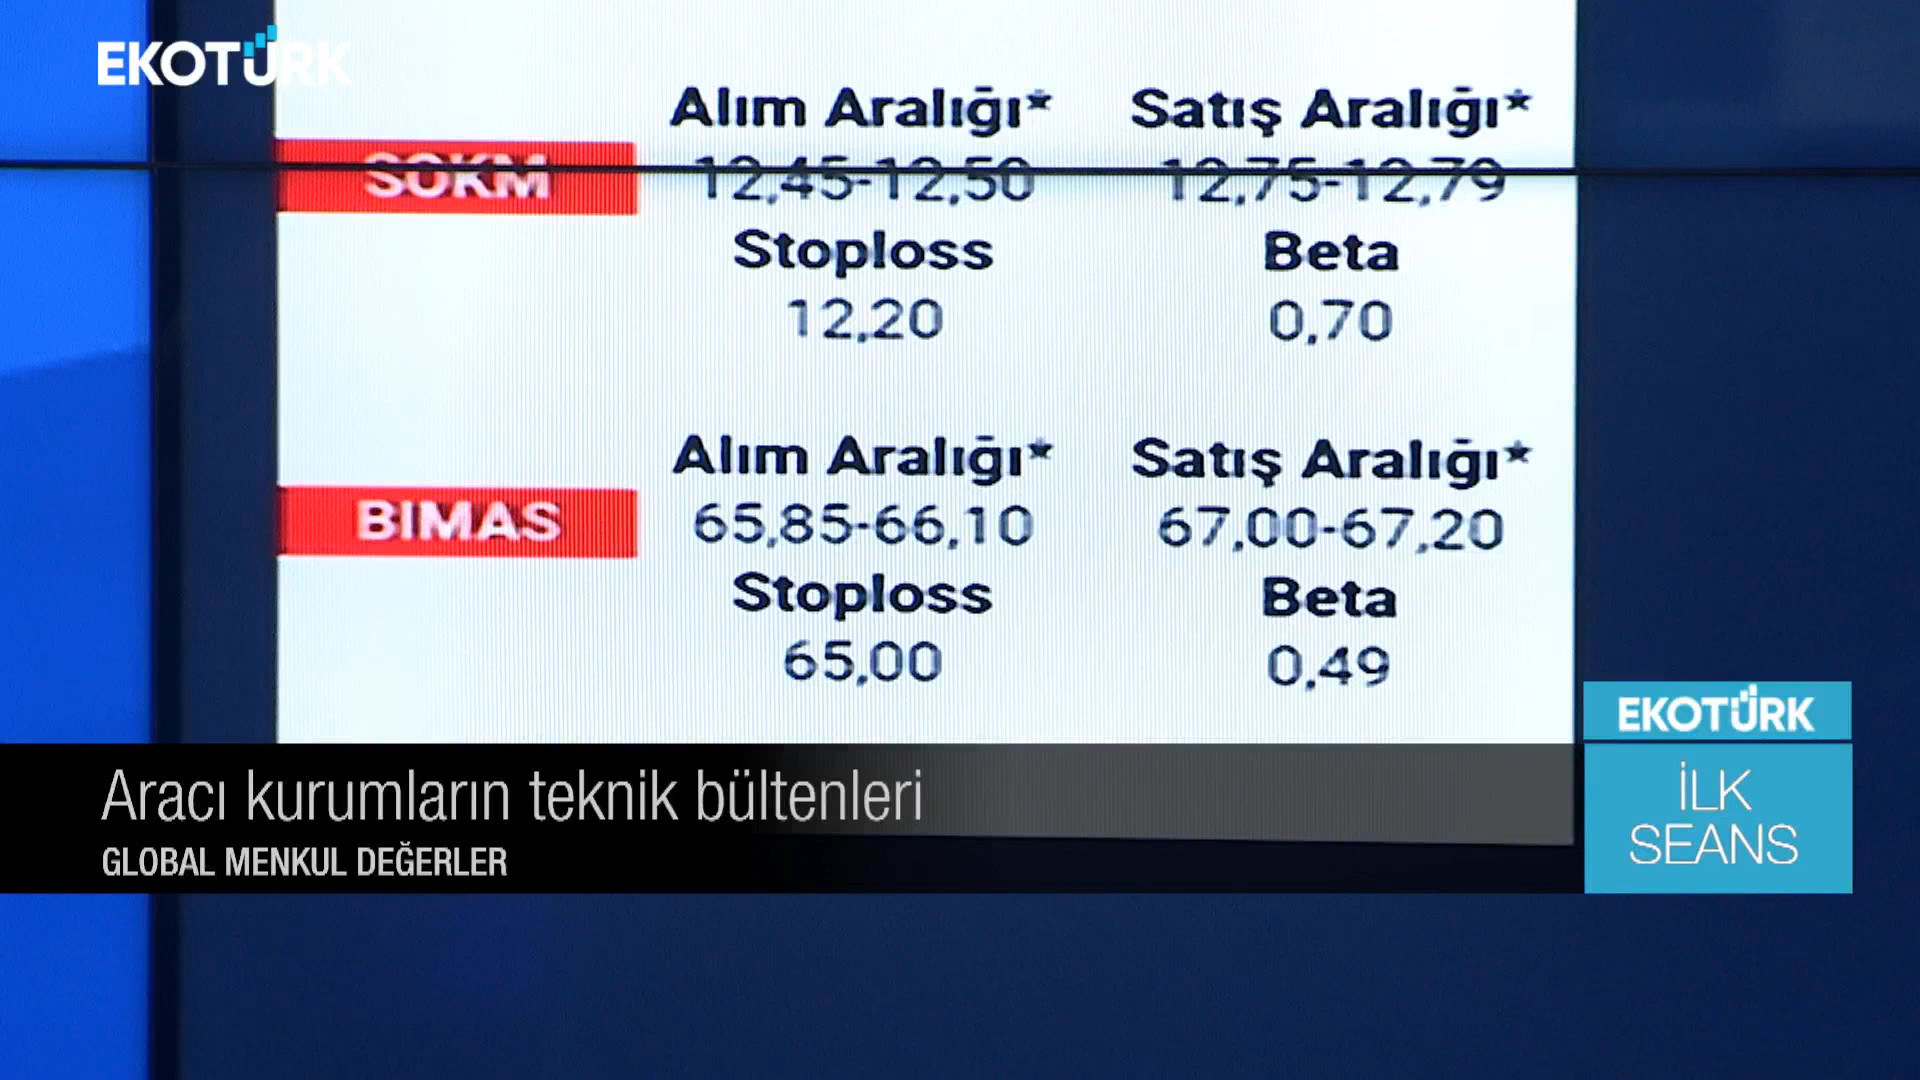 EKOTÜRK
Alım Aralığı* Satış Aralığı*
SOKM 12,45-12,50 12,75-12,79
Stoploss Beta
12,20 0,70
Alım Aralığı* Satış Aralığı*
BIMAS 65,85-66,10 67,00-67,20
Stoploss Beta
65,00 0,49
EKOTÜRK
İLK
SEANS
Aracı kurumların teknik bültenleri
GLOBAL MENKUL DEĞERLER